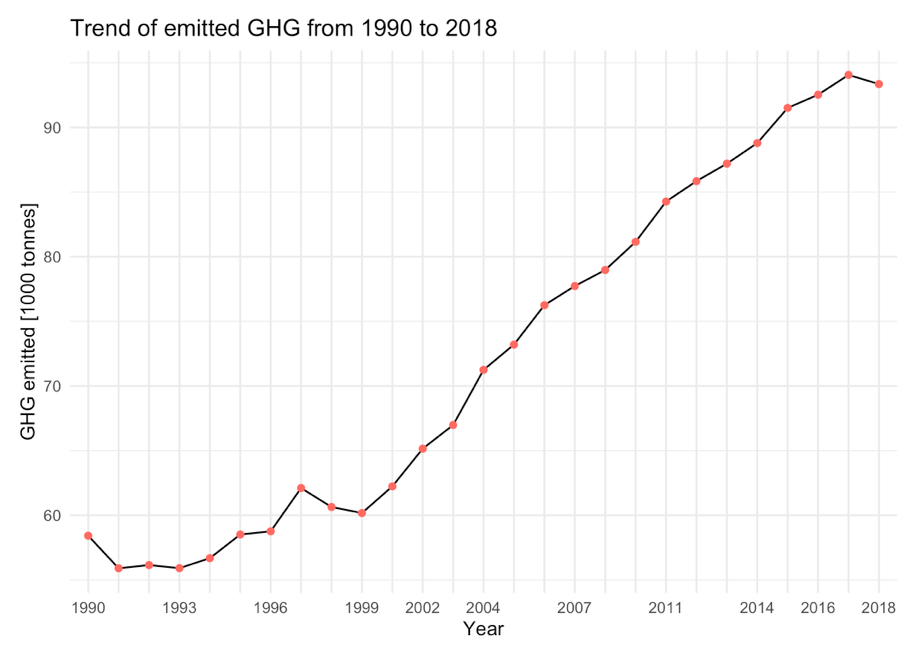 Trend of emitted GHG from 1990 to 2018
GHG emitted [1000 tonnes]
90
80
70
60
1990 1993 1996 1999 2002 2004 2007 2011 2014 2016 2018
Year